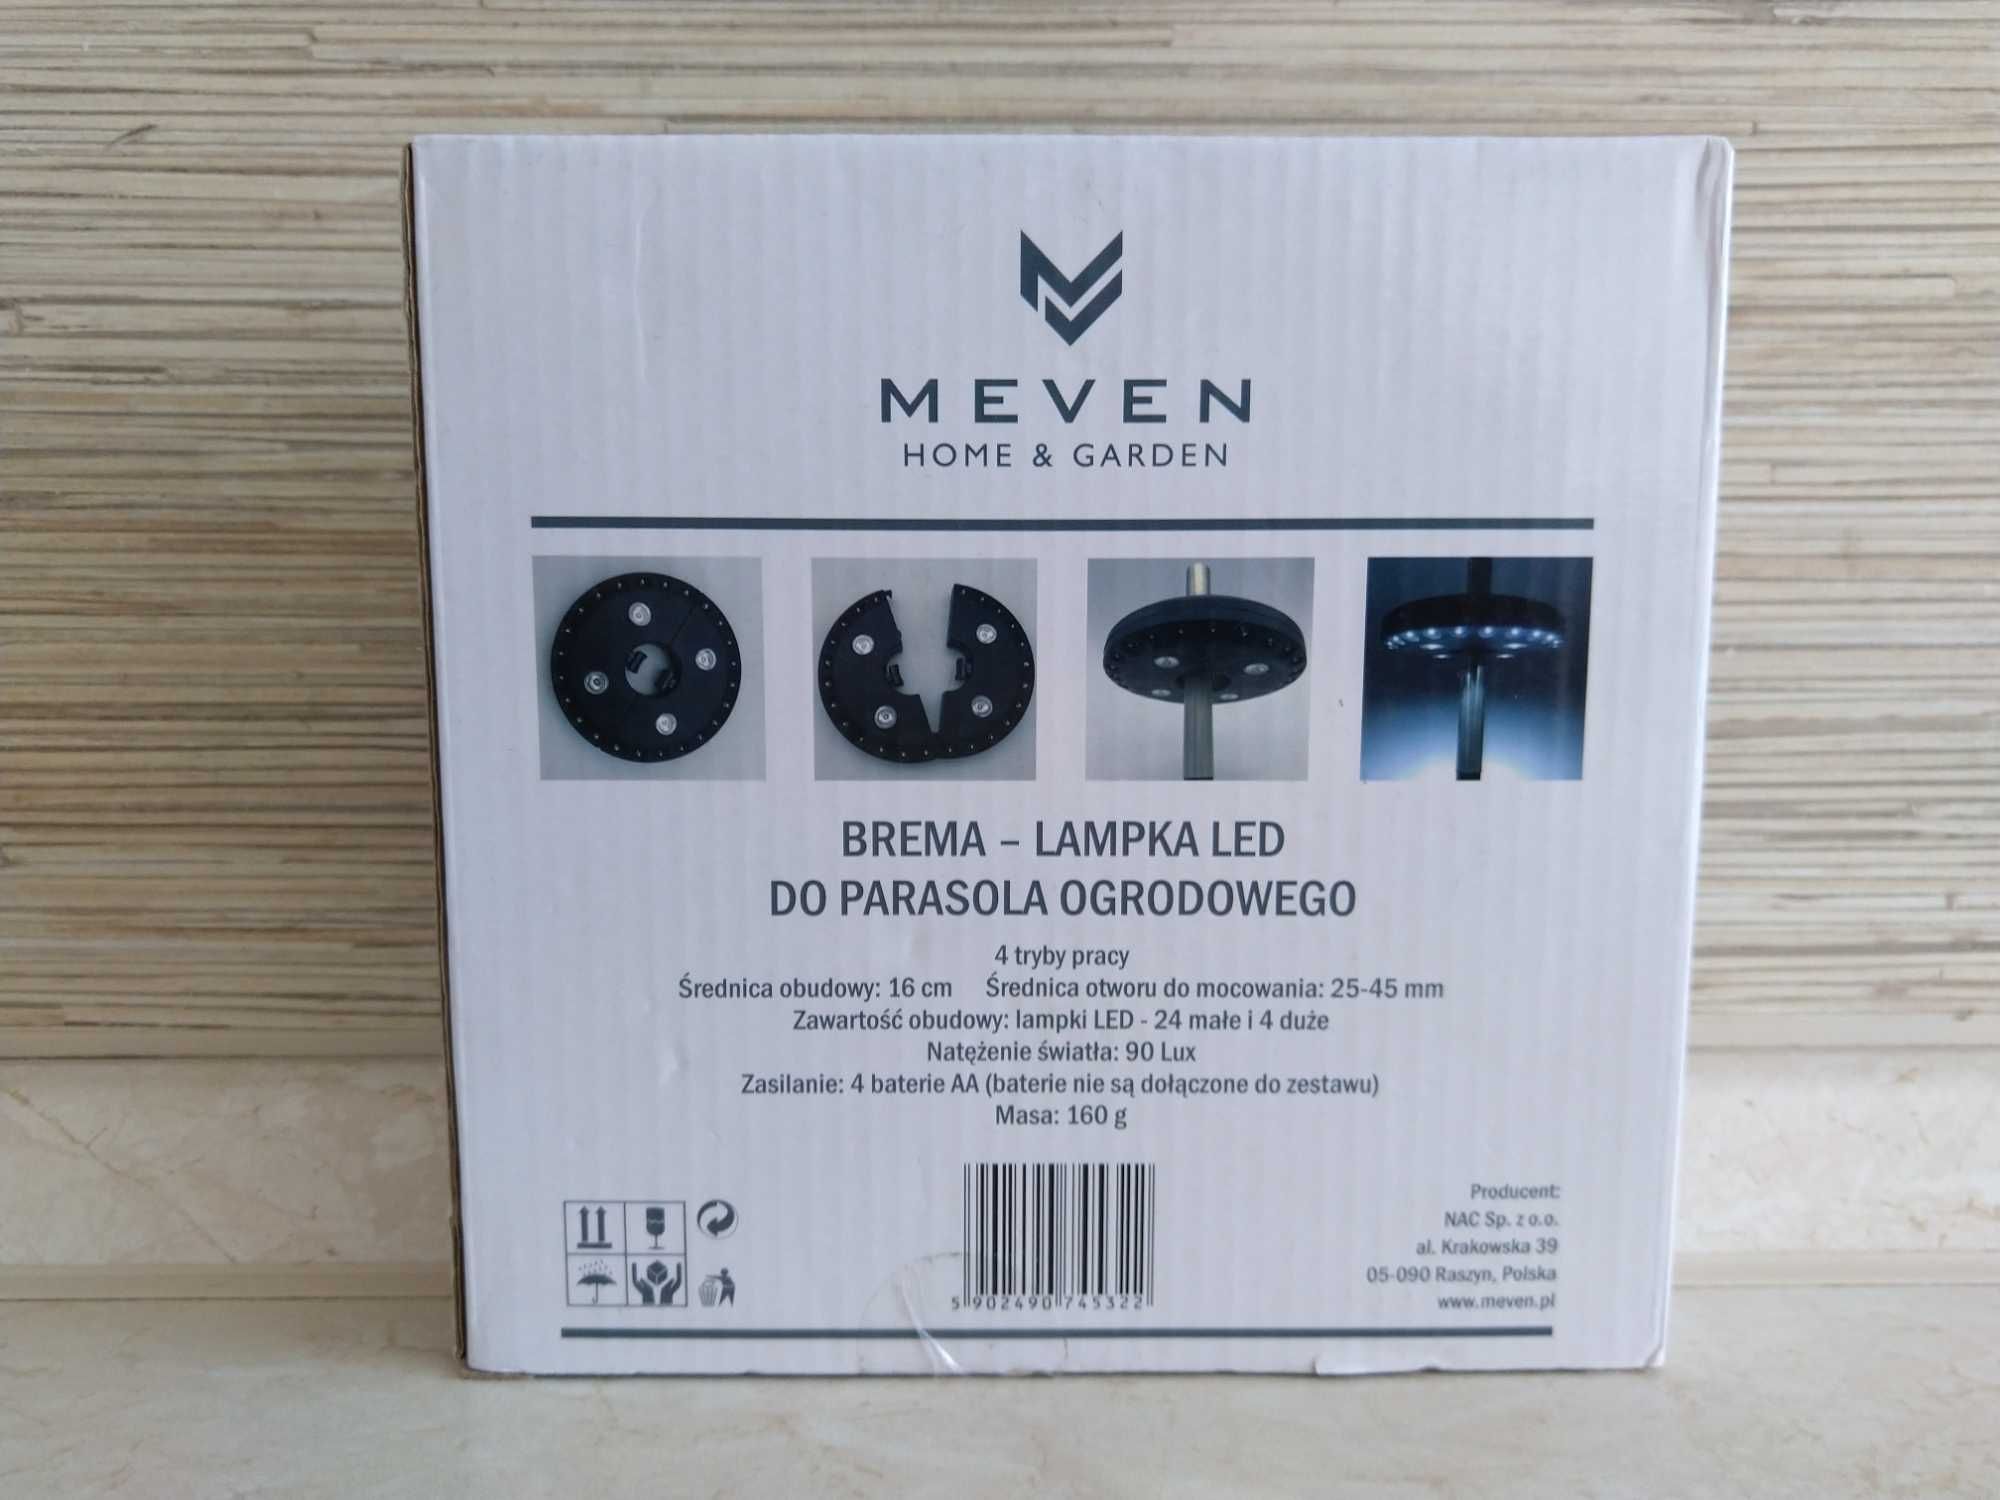 MEVEN
HOME & GARDEN
BREMA – LAMPKA LED
DO PARASOLA OGRODOWEGO
4 tryby pracy
Średnica obudowy: 16 cm Średnica otworu do mocowania: 25-45 mm
Zawartość obudowy: lampki LED - 24 małe i 4 duże
Natężenie światła: 90 Lux
Zasilanie: 4 baterie AA (baterie nie są dołączone do zestawu)
Masa: 160 g
5 902490 745322
Producent:
NAC Sp. z o.o.
al. Krakowska 39
05-090 Raszyn, Polska
www.meven.pl